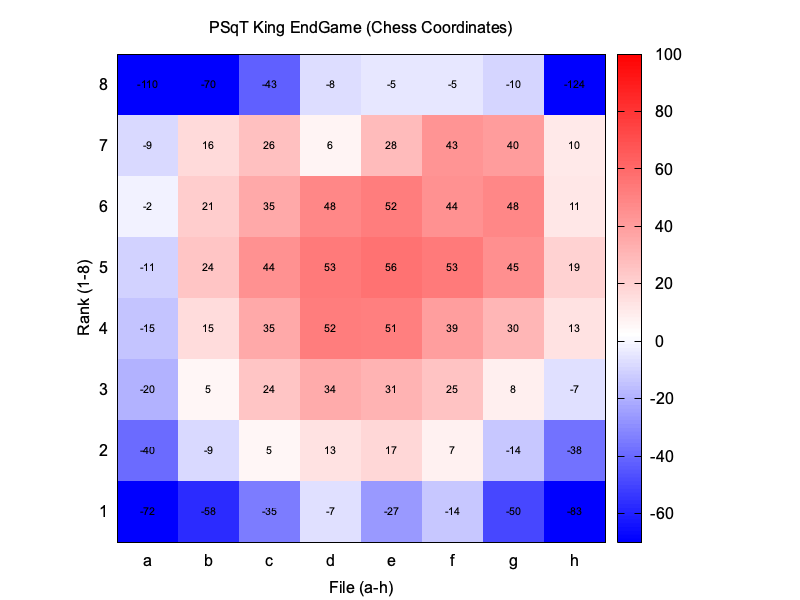 PSqT King EndGame (Chess Coordinates)
100
8 -110 -70 -43 -8 -5 -5 -10 -124
80
7 -9 16 26 6 28 43 40 10
60
6 -2 21 35 48 52 44 48 11
40
5 -11 24 44 53 56 53 45 19
20
Rank (1-8)
4 -15 15 35 52 51 39 30 13
0
3 -20 5 24 34 31 25 8 -7
-20
2 -40 -9 5 13 17 7 -14 -38
-40
1 -72 -58 -35 -7 -27 -14 -50 -83
-60
a b c d e f g h
File (a-h)